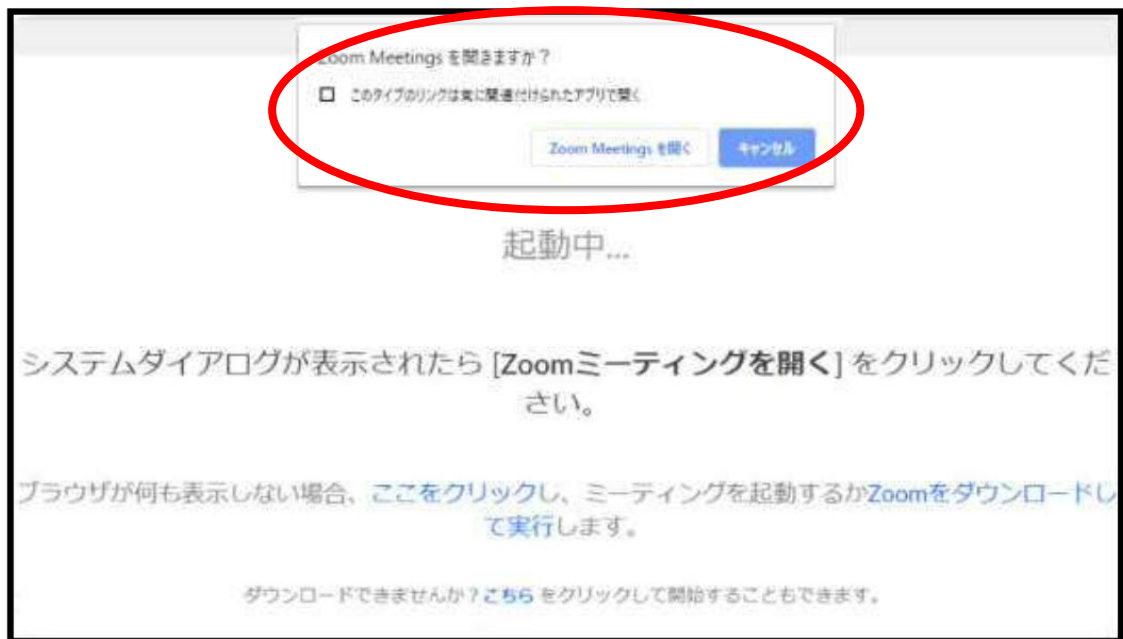 Zoom Meetings を開きますか？
このタイプのリンクは常に関連付けられたアプリで開く
Zoom Meetings を開く
キャンセル
起動中...
システムダイアログが表示されたら [Zoomミーティングを開く] をクリックしてくだ
さい。
ブラウザが何も表示しない場合、ここをクリックし、ミーティングを起動するかZoomをダウンロードし
て実行します。
ダウンロードできませんか？こちら をクリックして開始することもできます。